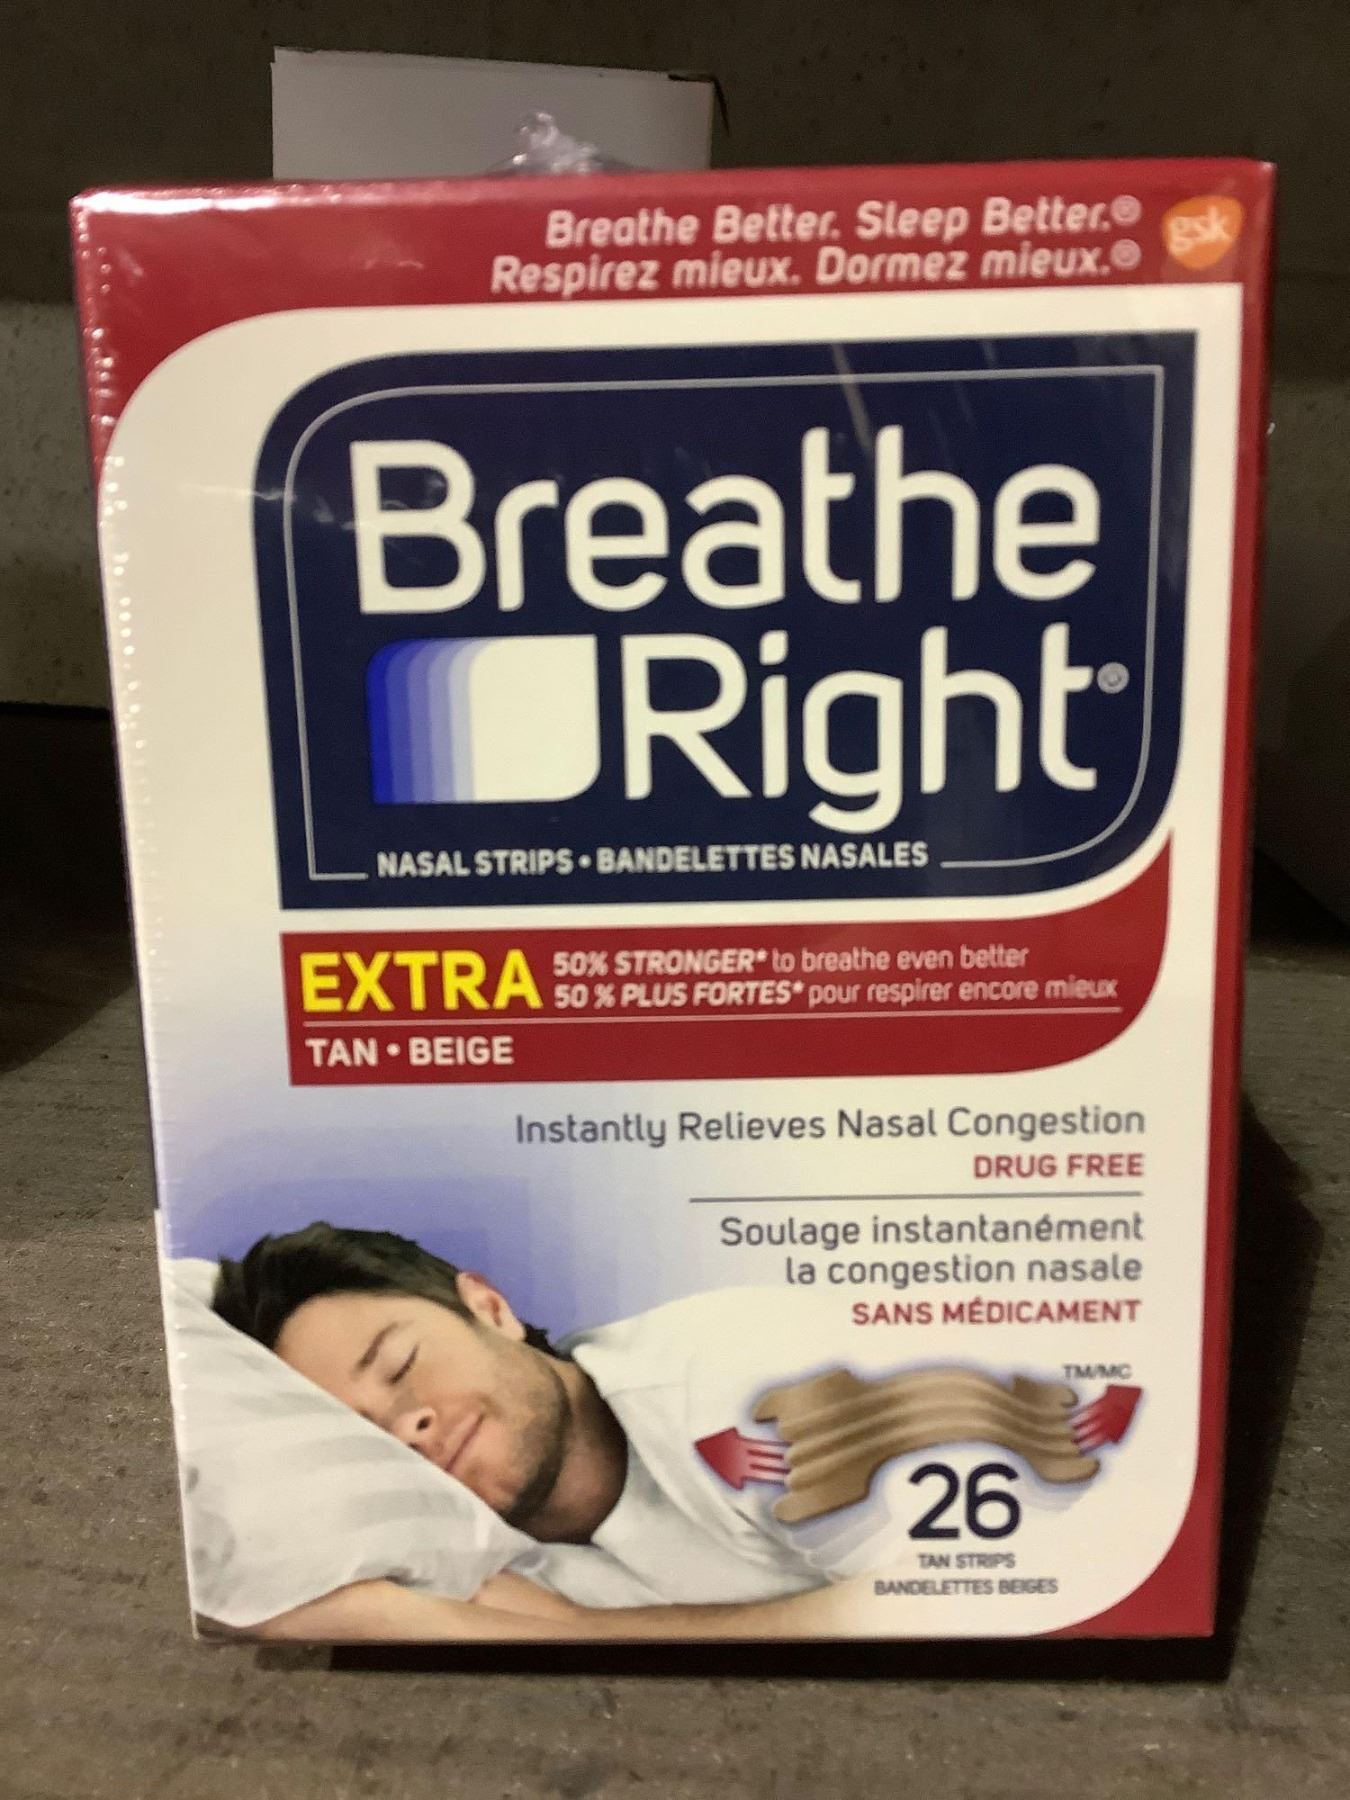 Breathe Better. Sleep Better.®
Respirez mieux. Dormez mieux.®
gsk
Breathe
Right®
NASAL STRIPS • BANDELETTES NASALES
EXTRA
50% STRONGER* to breathe even better
50 % PLUS FORTES* pour respirer encore mieux
TAN • BEIGE
Instantly Relieves Nasal Congestion
DRUG FREE
Soulage instantanément
la congestion nasale
SANS MÉDICAMENT
TM/MC
26
TAN STRIPS
BANDELETTES BEIGES